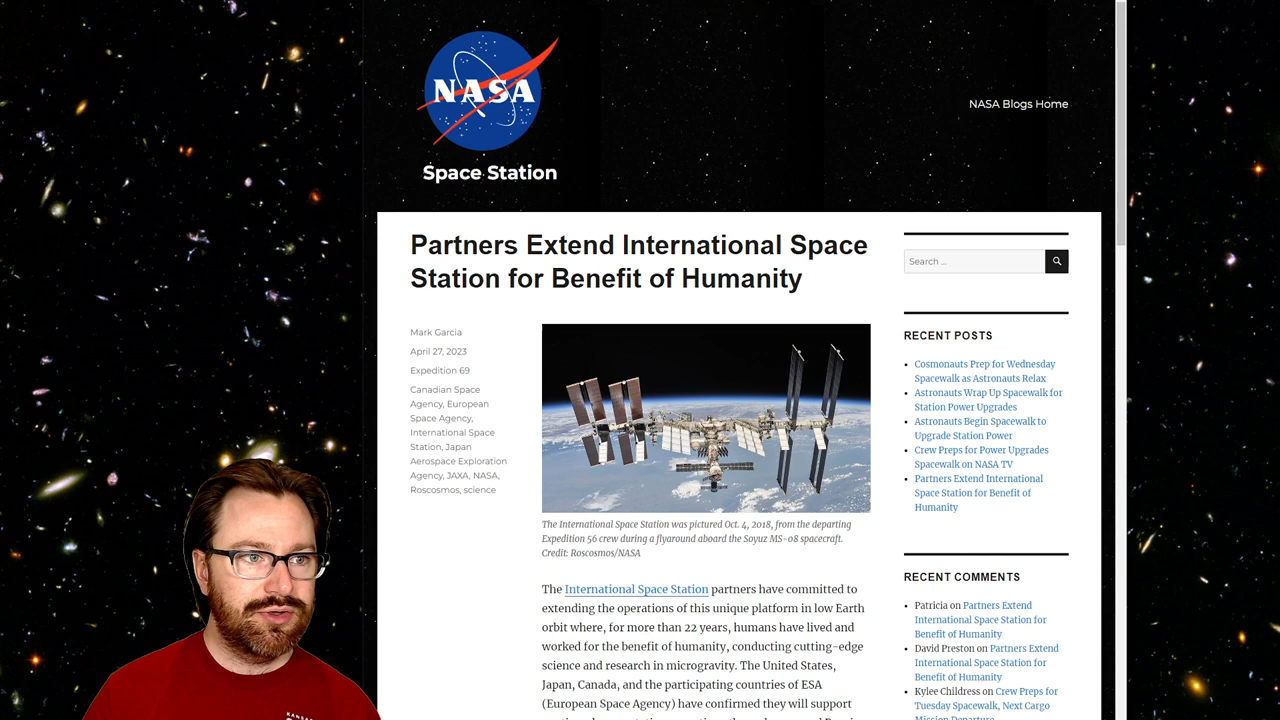 NASA
Space Station
NASA Blogs Home
Partners Extend International Space
Station for Benefit of Humanity
Mark Garcia
April 27, 2023
Expedition 69
Canadian Space
Agency, European
Space Agency,
International Space
Station, Japan
Aerospace Exploration
Agency, JAXA, NASA,
Roscosmos, science
The International Space Station was pictured Oct. 4, 2018, from the departing
Expedition 56 crew during a flyaround aboard the Soyuz MS-08 spacecraft.
Credit: Roscosmos/NASA
The International Space Station partners have committed to
extending the operations of this unique platform in low Earth
orbit where, for more than 22 years, humans have lived and
worked for the benefit of humanity, conducting cutting-edge
science and research in microgravity. The United States,
Japan, Canada, and the participating countries of ESA
(European Space Agency) have confirmed they will support
Search …
RECENT POSTS
Cosmonauts Prep for Wednesday
Spacewalk as Astronauts Relax
Astronauts Wrap Up Spacewalk for
Station Power Upgrades
Astronauts Begin Spacewalk to
Upgrade Station Power
Crew Preps for Power Upgrades
Spacewalk on NASA TV
Partners Extend International
Space Station for Benefit of
Humanity
RECENT COMMENTS
Patricia on Partners Extend
International Space Station for
Benefit of Humanity
David Preston on Partners Extend
International Space Station for
Benefit of Humanity
Kylee Childress on Crew Preps for
Tuesday Spacewalk, Next Cargo
Mission Departure